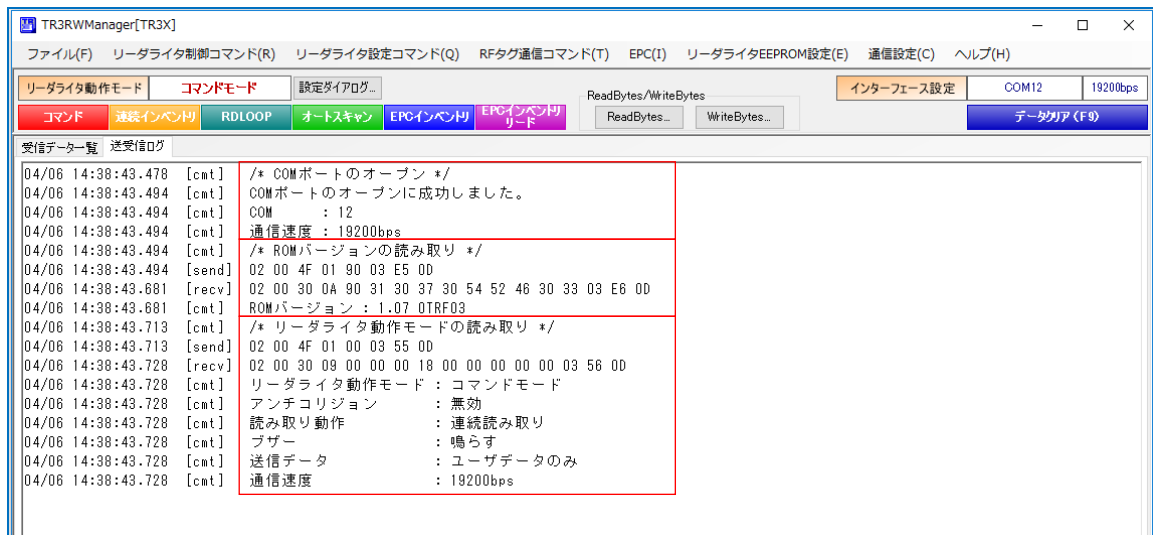 TR3RWManager[TR3X]
ファイル(F) リーダライタ制御コマンド(R) リーダライタ設定コマンド(Q) RFタグ通信コマンド(T) EPC(I) リーダライタEEPROM設定(E) 通信設定(C) ヘルプ(H)
リーダライタ動作モード コマンドモード 設定ダイアログ... ReadBytes/WriteBytes インターフェース設定 COM12 19200bps
コマンド 連続インベントリ RDLOOP オートスキャン EPCインベントリ EPCインベントリリード ReadBytes... WriteBytes... データクリア(F9)
受信データ一覧 送受信ログ
04/06 14:38:43.478 [cmt] /* COMポートのオープン */
04/06 14:38:43.494 [cmt] COMポートのオープンに成功しました。
04/06 14:38:43.494 [cmt] COM : 12
04/06 14:38:43.494 [cmt] 通信速度 : 19200bps
04/06 14:38:43.494 [cmt] /* ROMバージョンの読み取り */
04/06 14:38:43.494 [send] 02 00 4F 01 90 03 E5 0D
04/06 14:38:43.681 [recv] 02 00 30 0A 90 31 30 37 30 54 52 46 30 33 03 E6 0D
04/06 14:38:43.681 [cmt] ROMバージョン : 1.07 0TRF03
04/06 14:38:43.713 [cmt] /* リーダライタ動作モードの読み取り */
04/06 14:38:43.713 [send] 02 00 4F 01 00 03 55 0D
04/06 14:38:43.728 [recv] 02 00 30 09 00 00 00 18 00 00 00 00 00 03 56 0D
04/06 14:38:43.728 [cmt] リーダライタ動作モード : コマンドモード
04/06 14:38:43.728 [cmt] アンチコリジョン : 無効
04/06 14:38:43.728 [cmt] 読み取り動作 : 連続読み取り
04/06 14:38:43.728 [cmt] ブザー : 鳴らす
04/06 14:38:43.728 [cmt] 送信データ : ユーザデータのみ
04/06 14:38:43.728 [cmt] 通信速度 : 19200bps